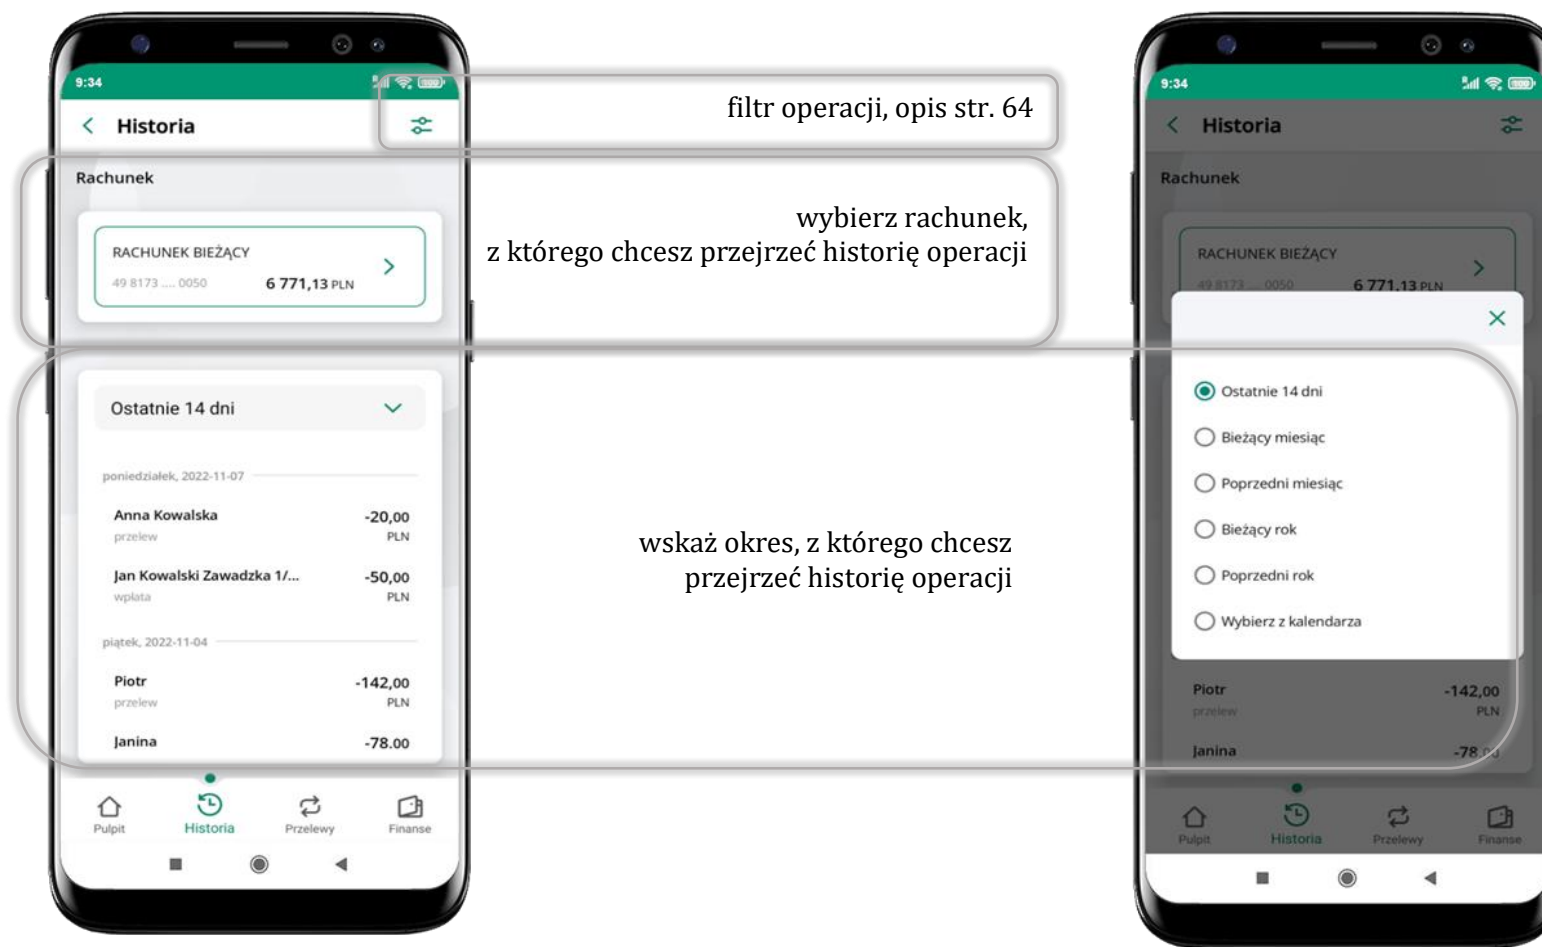 9:34
Historia
Rachunek
RACHUNEK BIEŻĄCY
49 8173 .... 0050 6 771,13 PLN
Ostatnie 14 dni
poniedziałek, 2022-11-07
Anna Kowalska -20,00
przelew PLN
Jan Kowalski Zawadzka 1/... -50,00
wpłata PLN
piątek, 2022-11-04
Piotr -142,00
przelew PLN
Janina -78.00
Pulpit Historia Przelewy Finanse
filtr operacji, opis str. 64
wybierz rachunek,
z którego chcesz przejrzeć historię operacji
wskaż okres, z którego chcesz
przejrzeć historię operacji
9:34
Historia
Rachunek
RACHUNEK BIEŻĄCY
49 8173 .... 0050 6 771,13 PLN
Ostatnie 14 dni
Bieżący miesiąc
Poprzedni miesiąc
Bieżący rok
Poprzedni rok
Wybierz z kalendarza
Piotr -142,00
przelew PLN
Janina -78.00
Pulpit Historia Przelewy Finanse